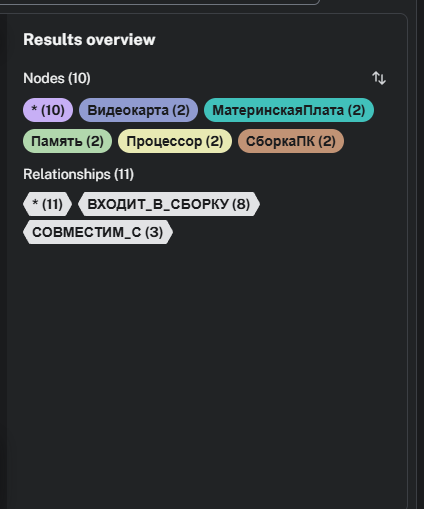 Results overview
Nodes (10)
* (10) Видеокарта (2) МатеринскаяПлата (2)
Память (2) Процессор (2) СборкаПК (2)
Relationships (11)
* (11) ВХОДИТ_В_СБОРКУ (8)
СОВМЕСТИМ_С (3)